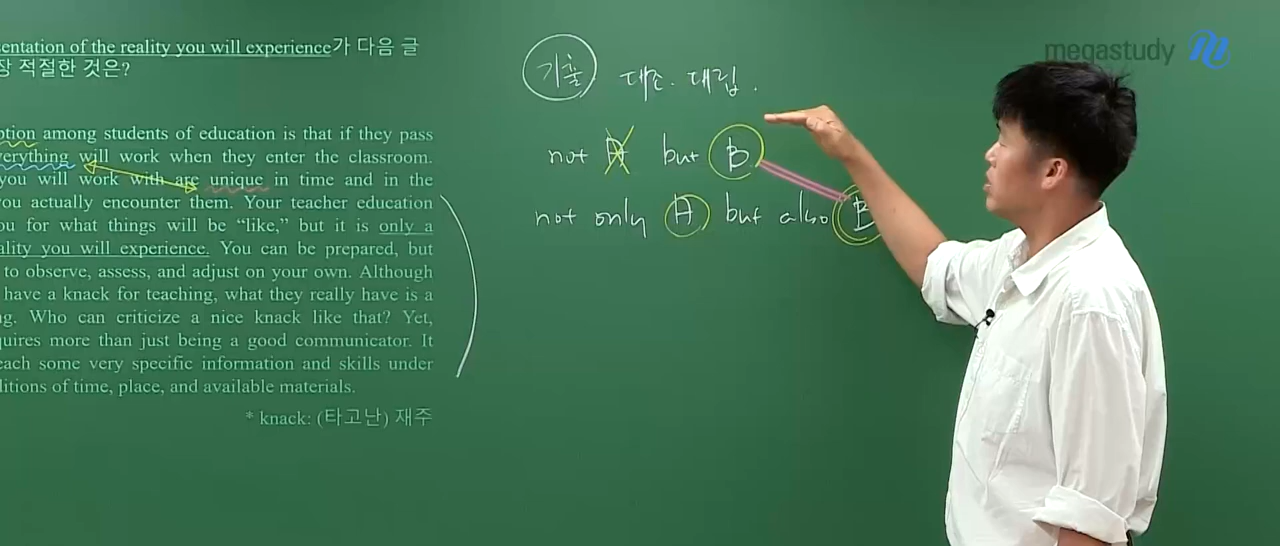 sentation of the reality you will experience가 다음 글
장 적절한 것은?
ption among students of education is that if they pass
verything will work when they enter the classroom.
you will work with are unique in time and in the
ou actually encounter them. Your teacher education
ou for what things will be “like,” but it is only a
ality you will experience. You can be prepared, but
to observe, assess, and adjust on your own. Although
have a knack for teaching, what they really have is a
ng. Who can criticize a nice knack like that? Yet,
quires more than just being a good communicator. It
each some very specific information and skills under
ditions of time, place, and available materials.
* knack: (타고난) 재주
megastudy
기출 대조. 대립.
not A but B
not only A but also B